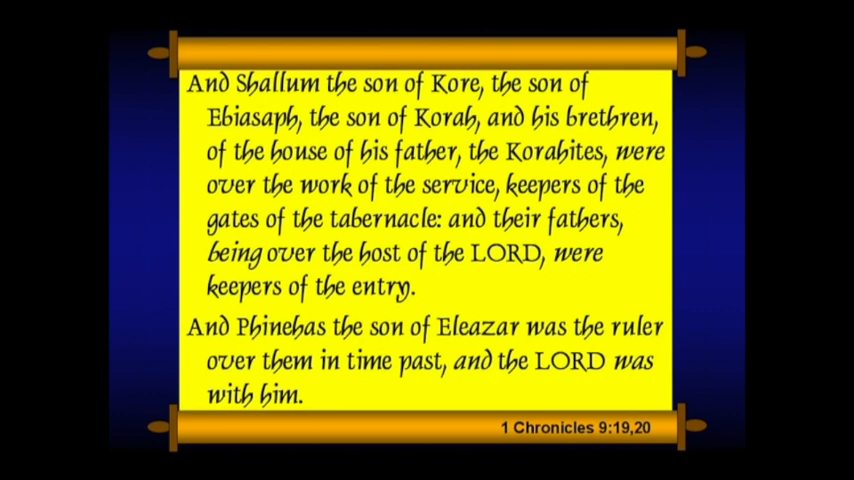 And Shallum the son of Kore, the son of
Ebiasaph, the son of Korah, and his brethren,
of the house of his father, the Korahites, were
over the work of the service, keepers of the
gates of the tabernacle: and their fathers,
being over the host of the LORD, were
keepers of the entry.
And Phinehas the son of Eleazar was the ruler
over them in time past, and the LORD was
with him.
1 Chronicles 9:19,20